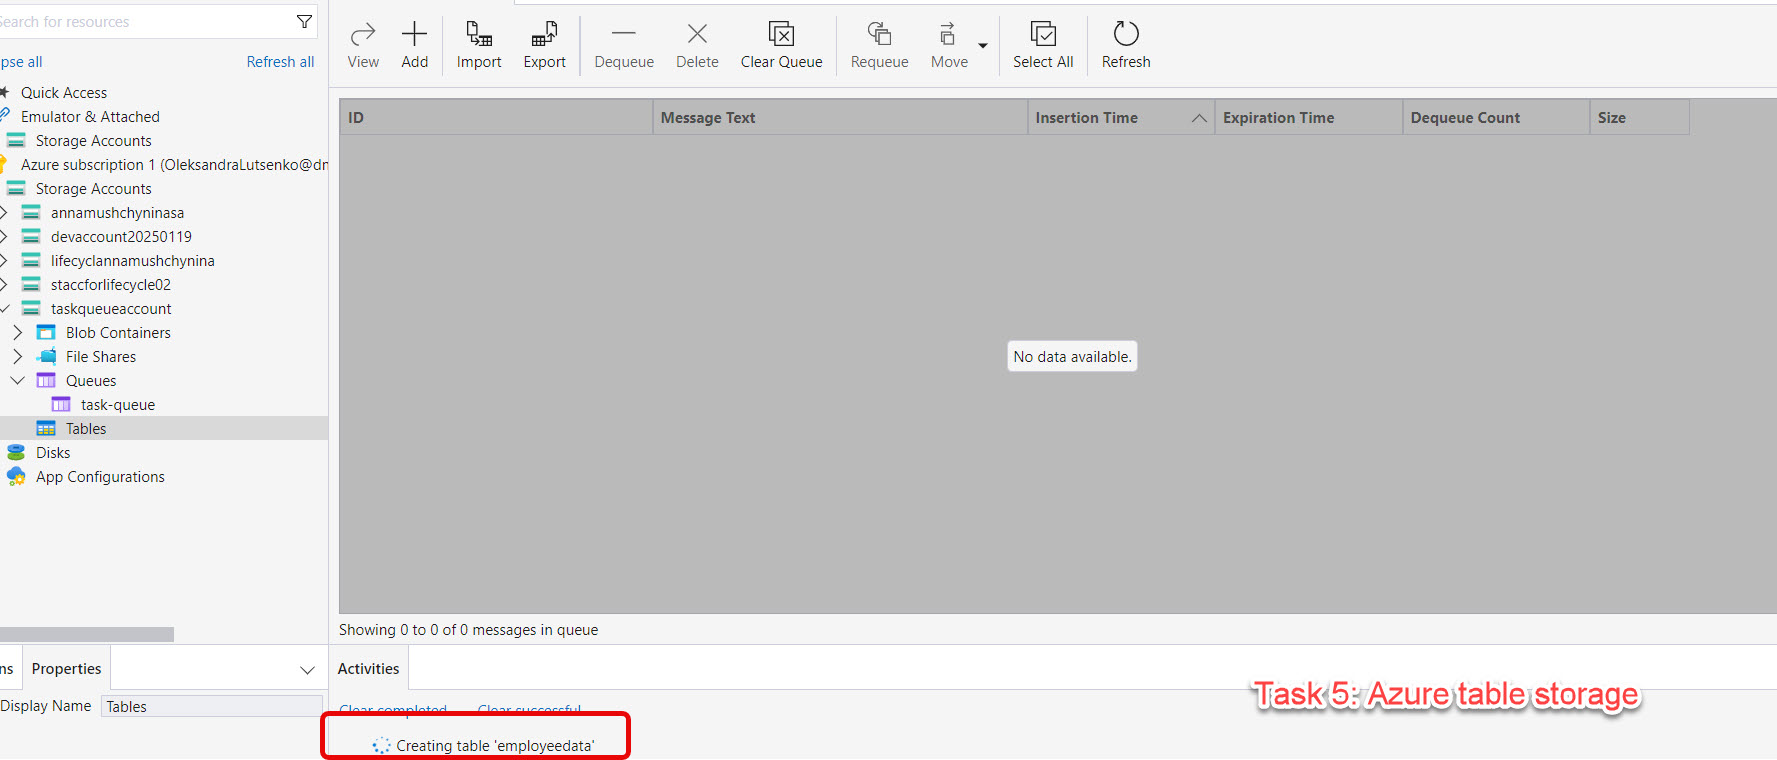 Search for resources
pse all
Refresh all
Quick Access
Emulator & Attached
Storage Accounts
Azure subscription 1 (OleksandraLutsenko@dn
Storage Accounts
annamushchyninasa
devaccount20250119
lifecyclannamushchynina
staccforlifecycle02
taskqueueaccount
Blob Containers
File Shares
Queues
task-queue
Tables
Disks
App Configurations
ns
Properties
Display Name
Tables
View
Add
Import
Export
Dequeue
Delete
Clear Queue
Requeue
Move
Select All
Refresh
ID
Message Text
Insertion Time
Expiration Time
Dequeue Count
Size
No data available.
Showing 0 to 0 of 0 messages in queue
Activities
Clear completed
Clear successful
Creating table 'employeedata'
Task 5: Azure table storage